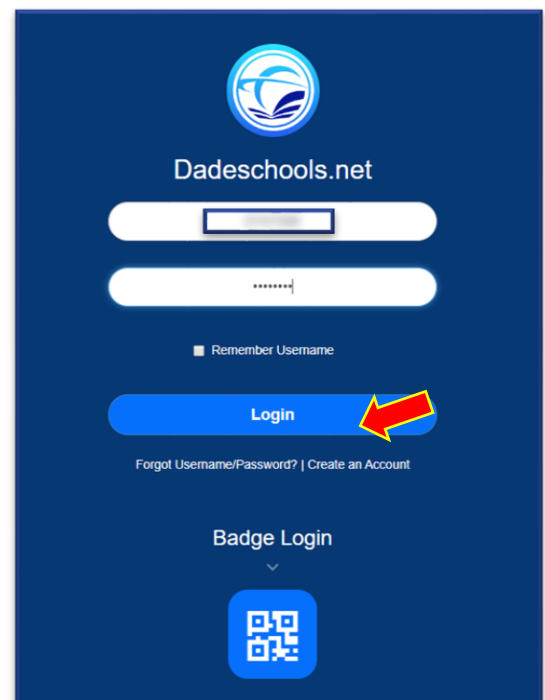 Dadeschools.net
Remember Username
Login
Forgot Username/Password? | Create an Account
Badge Login